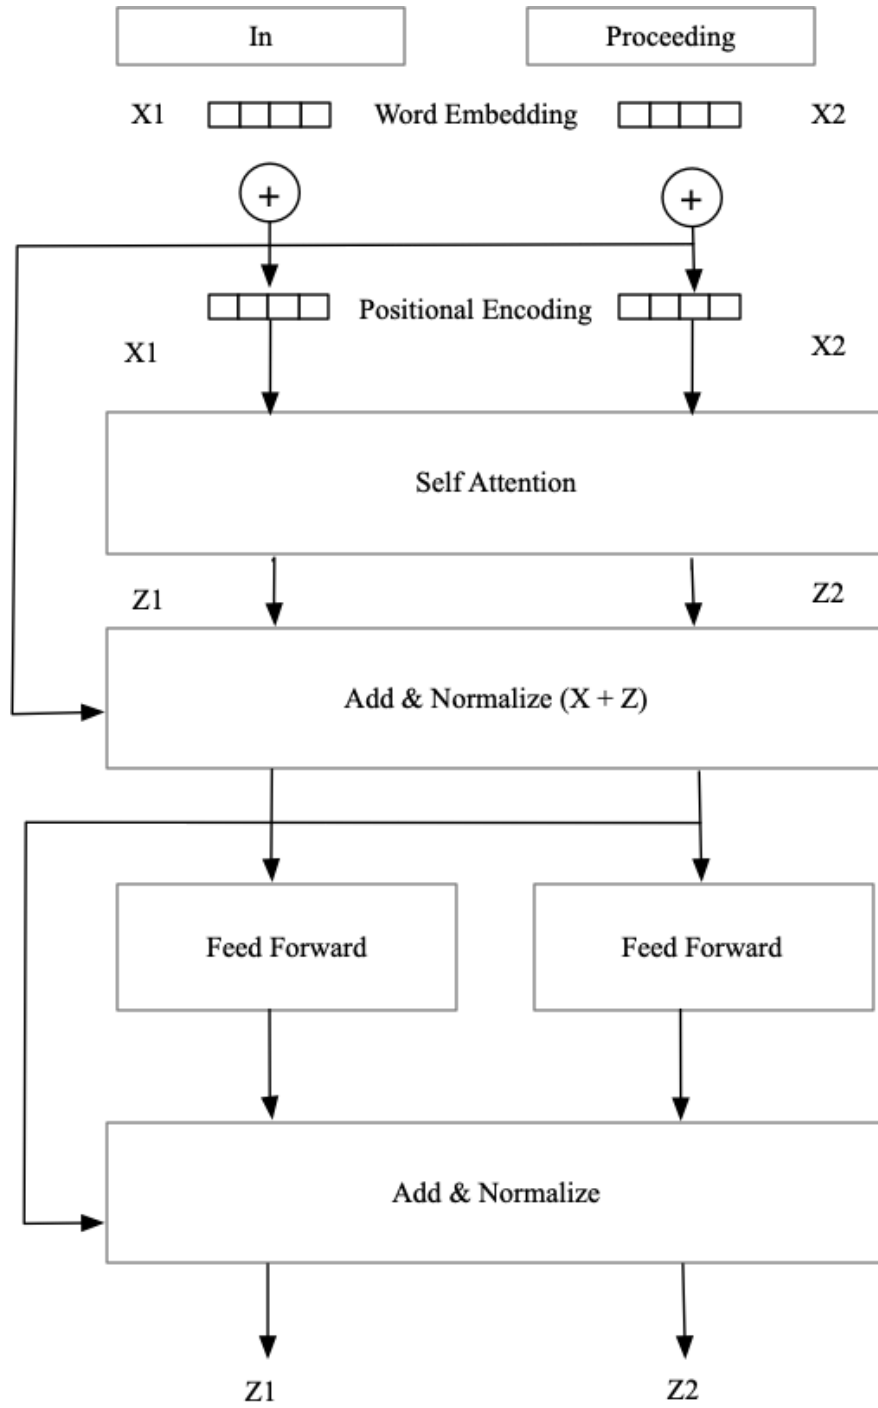 In
Proceeding
X1
Word Embedding
X2
+
+
Positional Encoding
X1
X2
Self Attention
Z1
Z2
Add & Normalize (X + Z)
Feed Forward
Feed Forward
Add & Normalize
Z1
Z2